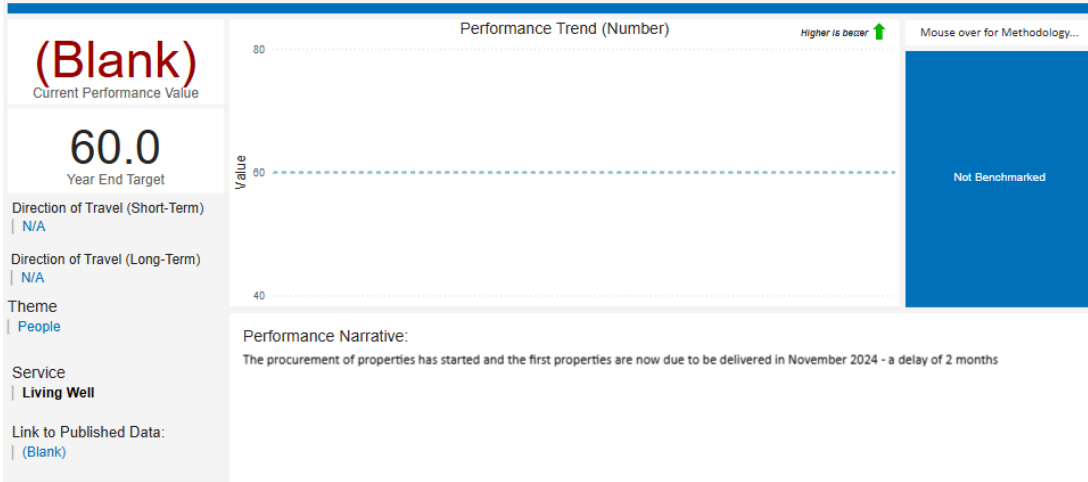 (Blank)
Current Performance Value
60.0
Year End Target
Direction of Travel (Short-Term)
N/A
Direction of Travel (Long-Term)
N/A
Theme
People
Service
Living Well
Link to Published Data:
(Blank)
Performance Trend (Number)
Higher is better
80
Value
60
40
Mouse over for Methodology...
Not Benchmarked
Performance Narrative:
The procurement of properties has started and the first properties are now due to be delivered in November 2024 - a delay of 2 months